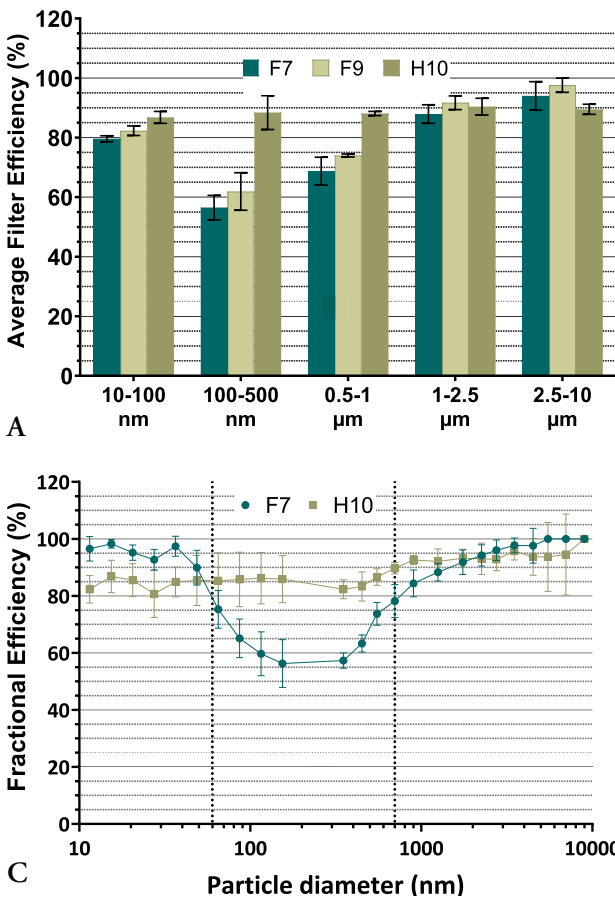 Average Filter Efficiency (%)
120
100
80
60
40
20
0
F7 F9 H10
10-100 100-500 0.5-1 1-2.5 2.5-10
nm nm µm µm µm
A
Fractional Efficiency (%)
120
100
80
60
40
20
0
F7 H10
10 100 1000 10000
C
Particle diameter (nm)